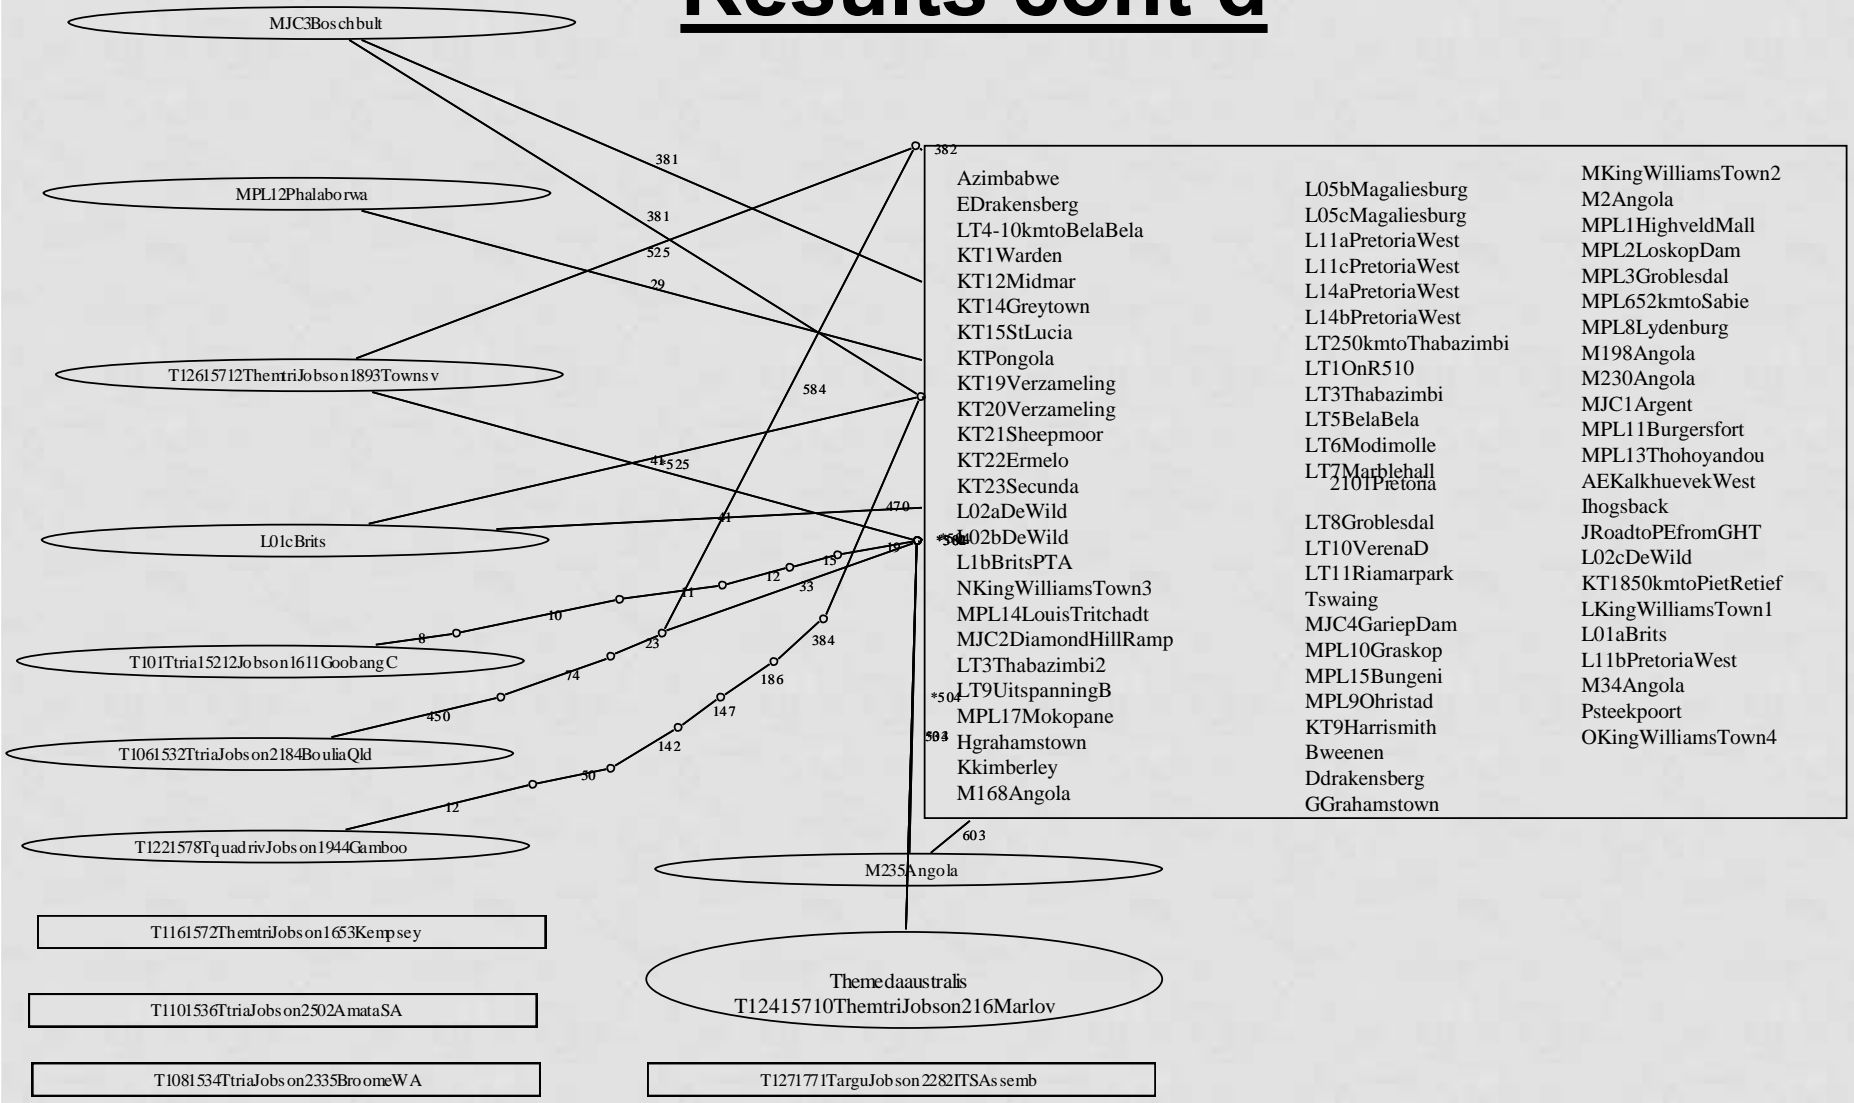 Results cont'd
MJC3Boschbult
381
382
MPL12Phalaborwa
381
525
29
T12615712ThemtriJobson1893Townsv
584
41
*525
470
41
L01cBrits
19
15
12
33
11
10
8
384
23
T101Ttria15212Jobson1611GoobangC
74
186
450
147
142
T1061532TtriaJobson2184BouliaQld
50
12
T1221578TquadrivJobson1944Gamboo
*504
603
Azimbabwe
EDrakensberg
LT4-10kmtoBelaBela
KT1Warden
KT12Midmar
KT14Greytown
KT15StLucia
KTPongola
KT19Verzameling
KT20Verzameling
KT21Sheepmoor
KT22Ermelo
KT23Secunda
L02aDeWild
L02bDeWild
L1bBritsPTA
NKingWilliamsTown3
MPL14LouisTritchadt
MJC2DiamondHillRamp
LT3Thabazimbi2
LT9UitspanningB
MPL17Mokopane
Hgrahamstown
Kkimberley
M168Angola
L05bMagaliesburg
L05cMagaliesburg
L11aPretoriaWest
L11cPretoriaWest
L14aPretoriaWest
L14bPretoriaWest
LT250kmtoThabazimbi
LT1OnR510
LT3Thabazimbi
LT5BelaBela
LT6Modimolle
LT7Marblehall
2101Pretoria
LT8Groblesdal
LT10VerenaD
LT11Riamarpark
Tswaing
MJC4GariepDam
MPL10Graskop
MPL15Bungeni
MPL9Ohristad
KT9Harrismith
Bweenen
Ddrakensberg
GGrahamstown
MKingWilliamsTown2
M2Angola
MPL1HighveldMall
MPL2LoskopDam
MPL3Groblesdal
MPL652kmtoSabie
MPL8Lydenburg
M198Angola
M230Angola
MJC1Argent
MPL11Burgersfort
MPL13Thohoyandou
AEKalkhuevekWest
Ihogsback
JRoadtoPEfromGHT
L02cDeWild
KT1850kmtoPietRetief
LKingWilliamsTown1
L01aBrits
L11bPretoriaWest
M34Angola
Psteekpoort
OKingWilliamsTown4
M235Angola
T1161572ThemtriJobson1653Kempsey
Themedaaustralis
T12415710ThemtriJobson216Marlov
T1101536TtriaJobson2502AmataSA
T1081534TtriaJobson2335BroomeWA
T1271771TarguJobson2282ITSAssemb